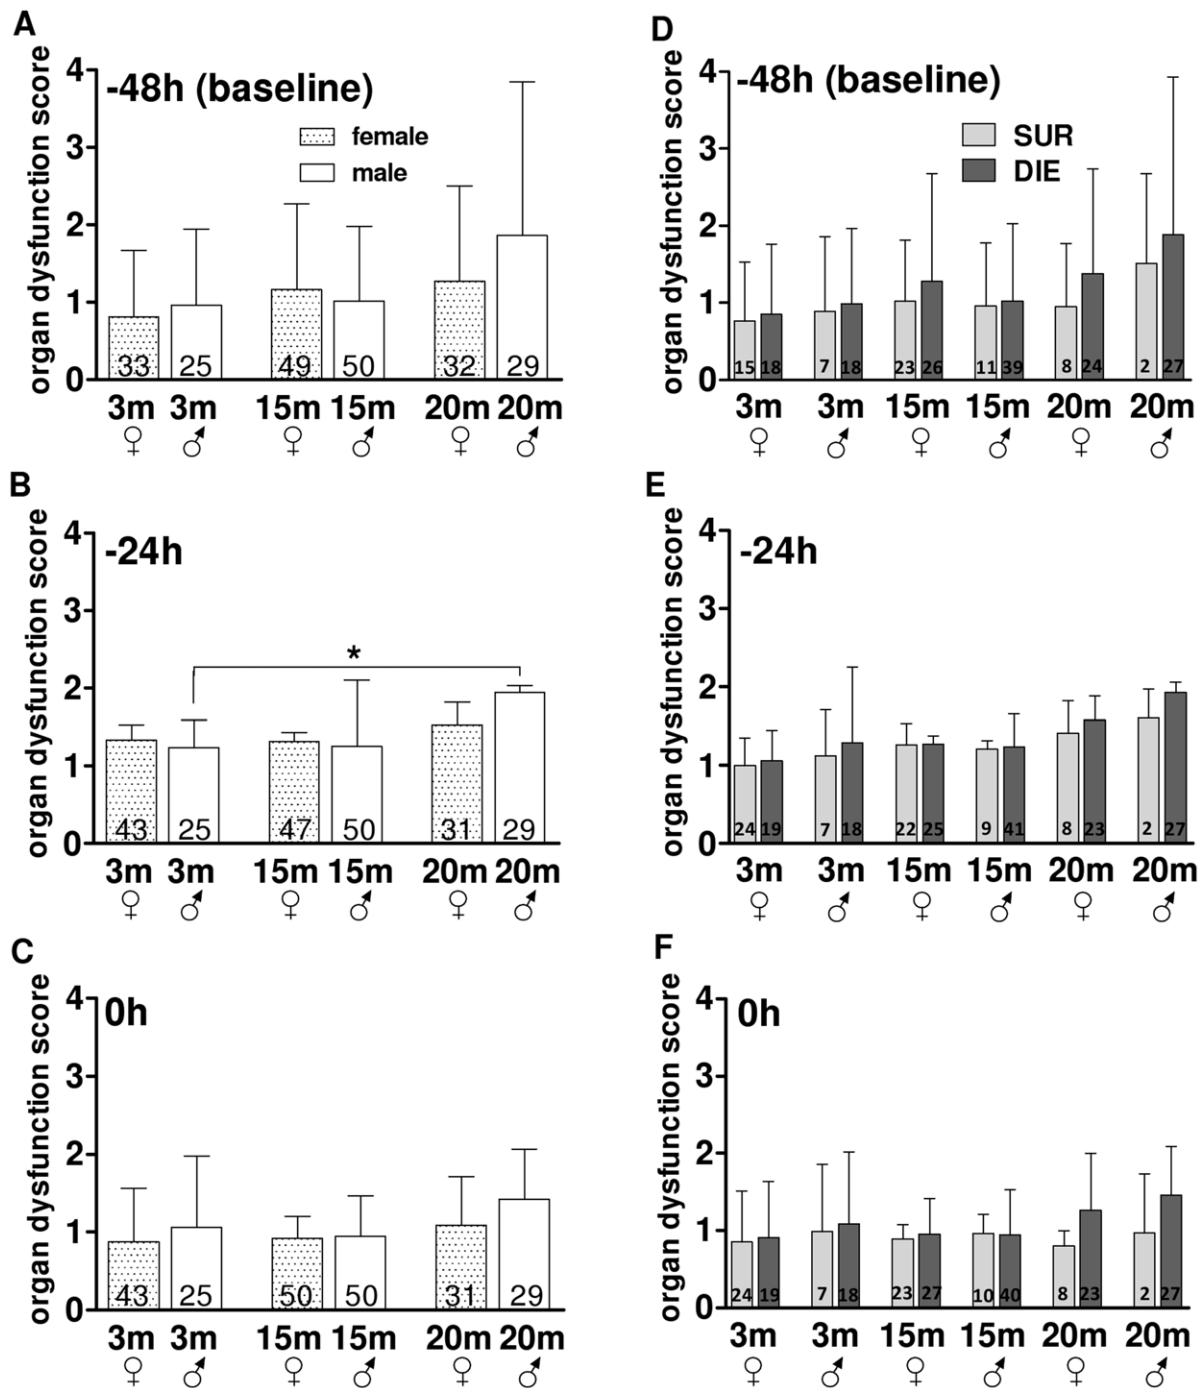 A
organ dysfunction score
-48h (baseline)
female
male
4
3
2
1
0
33 25 49 50 32 29
3m 3m 15m 15m 20m 20m
♀ ♂ ♀ ♂ ♀ ♂
D
organ dysfunction score
-48h (baseline)
SUR
DIE
4
3
2
1
0
15 18 7 18 23 26 11 39 8 24 2 27
3m 3m 15m 15m 20m 20m
♀ ♂ ♀ ♂ ♀ ♂
B
organ dysfunction score
-24h
*
4
3
2
1
0
43 25 47 50 31 29
3m 3m 15m 15m 20m 20m
♀ ♂ ♀ ♂ ♀ ♂
E
organ dysfunction score
-24h
4
3
2
1
0
24 19 7 18 22 25 9 41 8 23 2 27
3m 3m 15m 15m 20m 20m
♀ ♂ ♀ ♂ ♀ ♂
C
organ dysfunction score
0h
4
3
2
1
0
43 25 50 50 31 29
3m 3m 15m 15m 20m 20m
♀ ♂ ♀ ♂ ♀ ♂
F
organ dysfunction score
0h
4
3
2
1
0
24 19 7 18 23 27 10 40 8 23 2 27
3m 3m 15m 15m 20m 20m
♀ ♂ ♀ ♂ ♀ ♂